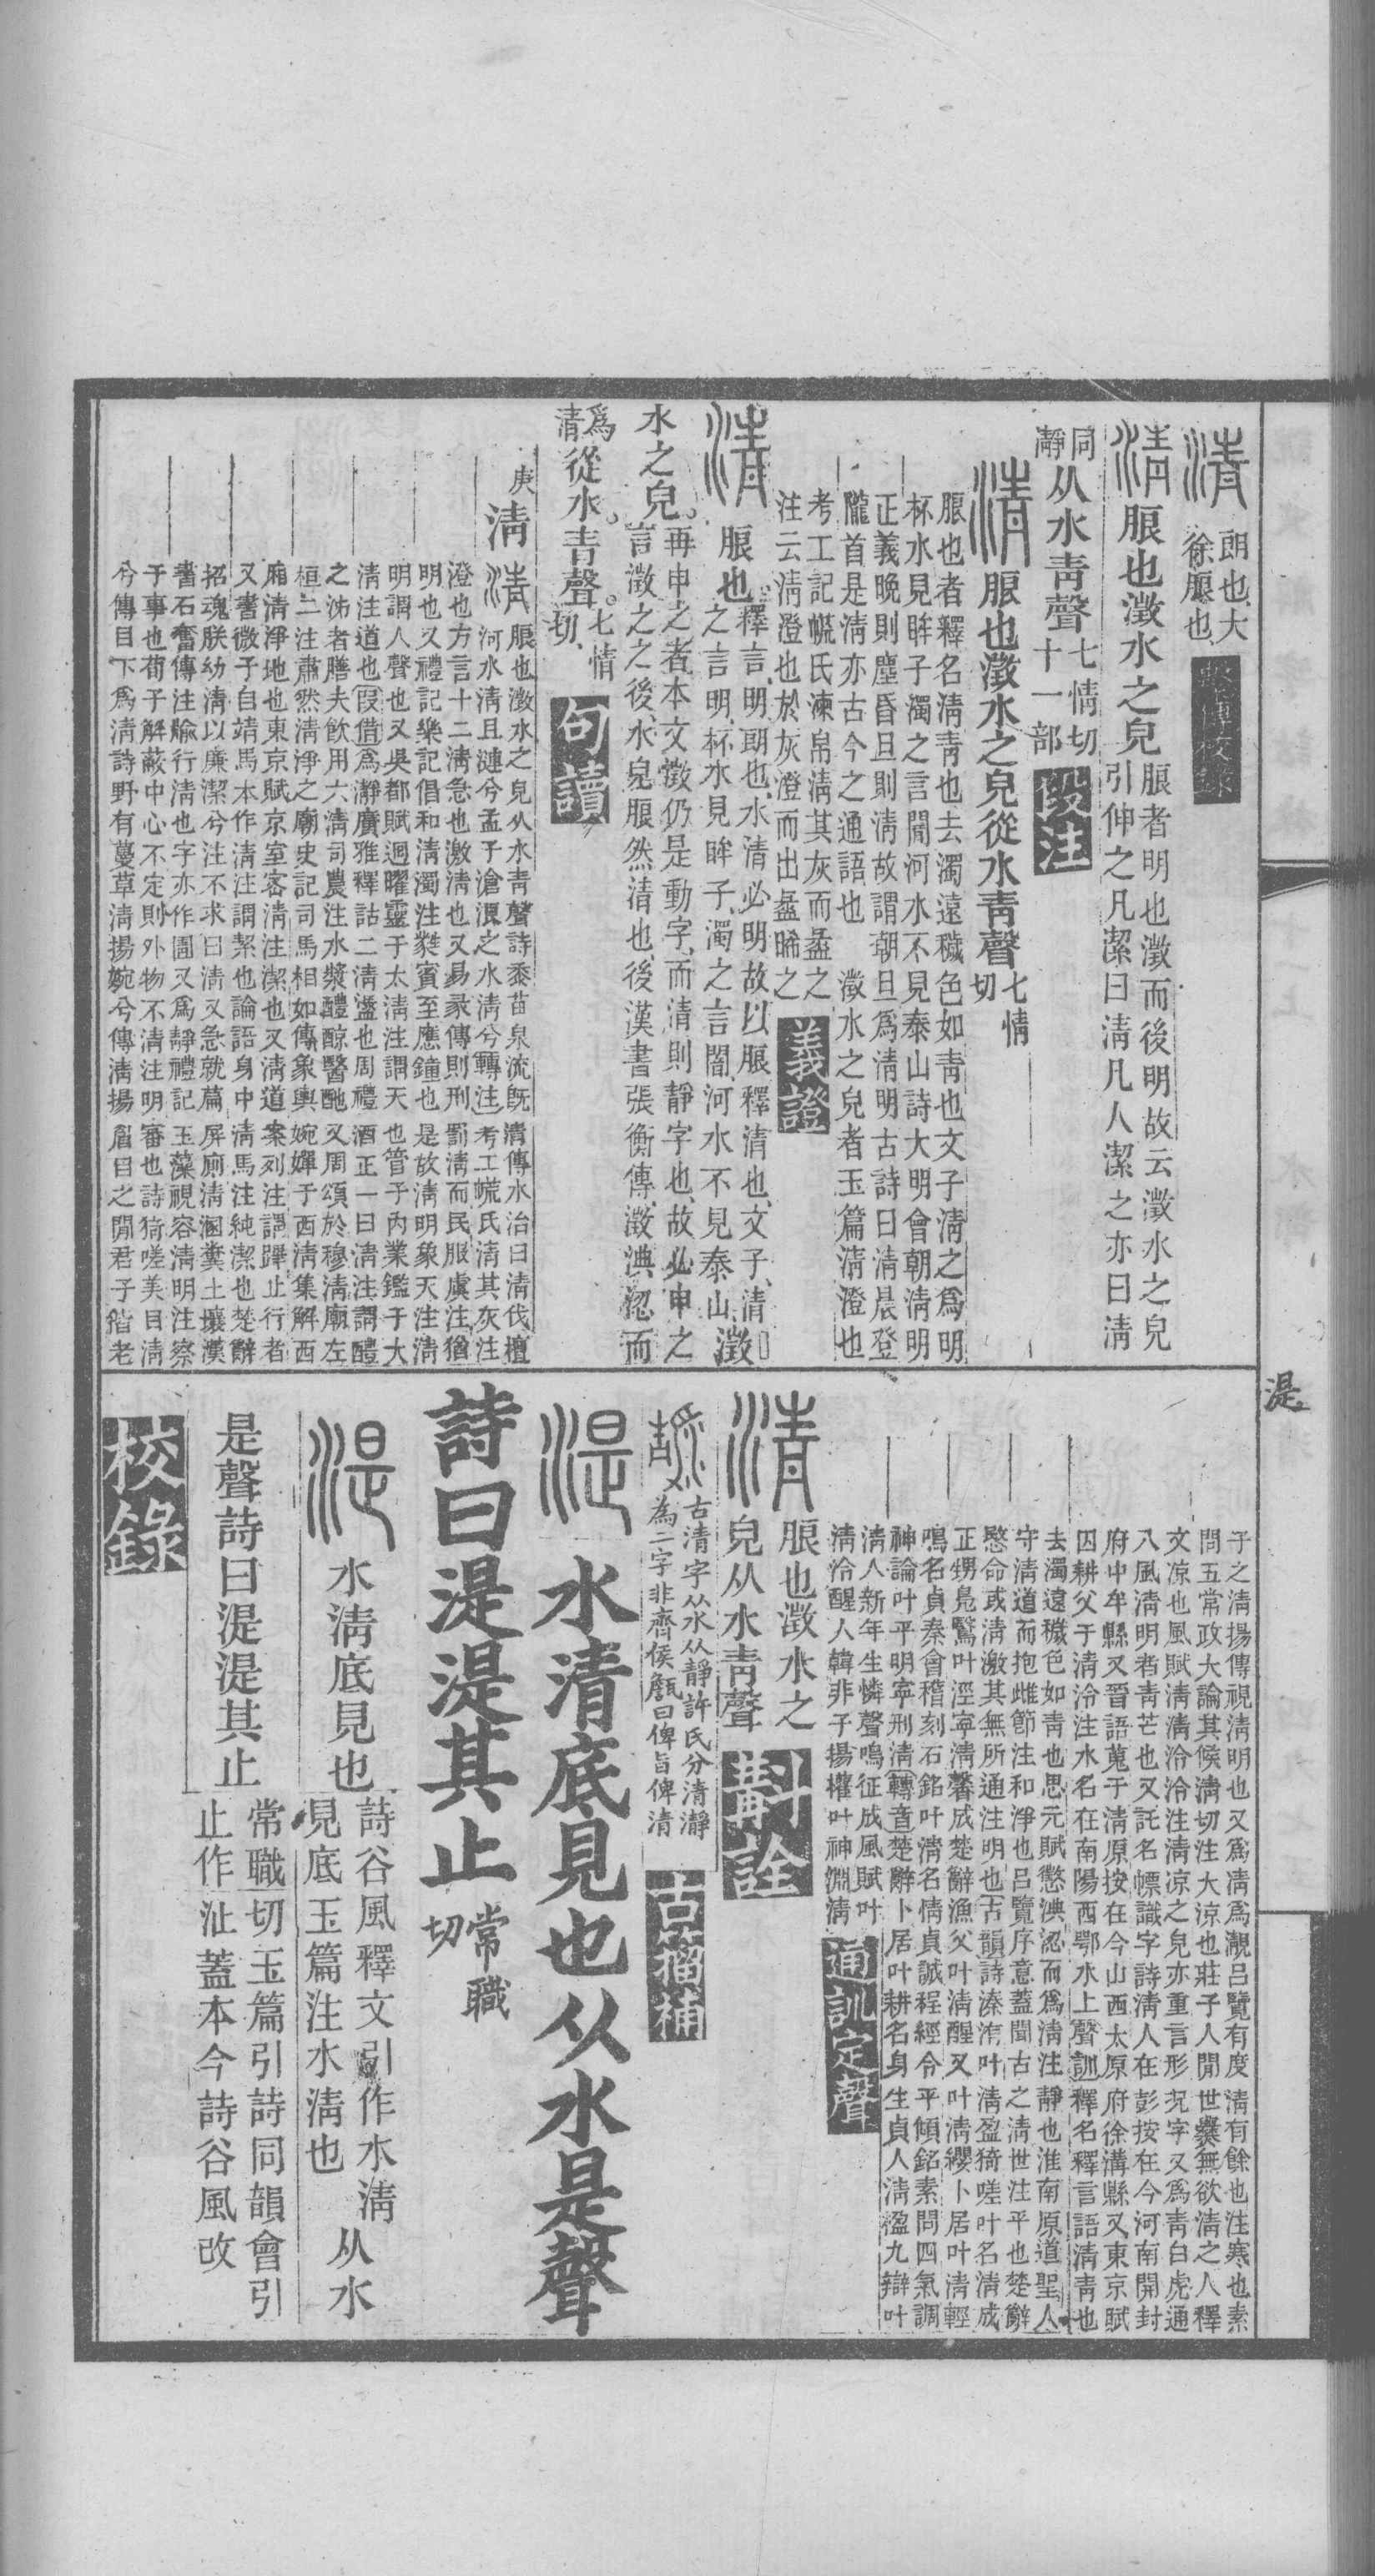 清
朗也大
徐朖也
繫傳校錄
清
朖也澂水之皃
朖者明也澂而後明故云澂水之皃
引伸之凡潔曰清凡人潔之亦曰清
同
瀞
从水靑聲
七情切
十一部
段注
清
朖也澂水之皃從水靑聲
七情
切
朖也者釋名清青也去濁遠穢色如青也文子清之爲明
杯水見眸子濁之言闇河水不見泰山詩大明會朝清明
正義晚則塵昏旦則清故謂朝旦爲清明古詩曰清晨登
隴首是清亦古今之通語也　澂水之皃者玉篇清澄也
考工記㡛氏湅帛清其灰而盝之
注云清澄也於灰澄而出盝晞之
義證
清
朖也
釋言明朗也水清必明故以朖釋清也文子清
之言明杯水見眸子濁之言闇河水不見泰山
澂
水之皃
再申之者本文澂仍是動字而清則靜字也故必申之
言澂之之後水皃朖然清也後漢書張衡傳澂淟涊而
爲
清
從水青聲
七情
切
句讀
庚
清
清
朖也澂水之皃从水青聲詩黍苗泉流旣清傳水治曰清伐檀
河水清且漣兮孟子滄浪之水清兮轉注考工㡛氏清其灰注
澄也方言十二清急也激清也又易彖傳則刑罰清而民服虞注猶
明也又禮記樂記倡和清濁注蕤賓至應鐘也是故清明象天注清
明謂人聲也又吳都賦迴曜靈于太清注謂天也管子內業鑑于大
清注道也叚借爲瀞廣雅釋詁二清瀊也周禮酒正一曰清注謂醴
之泲者膳夫飲用六清司農注水漿醴醇醫酏又周頌於穆清廟左
桓二注肅然清淨之廟史記司馬相如傳象輿婉嬋于西清集解西
廂清淨地也東京賦京室密清注潔也又清道案列注謂蹕止行者
又書微子自靖馬本作清注謂絜也論語身中清馬注純潔也楚辭
招魂朕幼清以廉潔兮注不求曰清又急就篇屏廁清溷糞土壤漢
書石奮傳注隃行清也字亦作圊又爲靜禮記玉藻視容清明注察
于事也荀子解蔽中心不定則外物不清注明審也詩猗嗟美目清
兮傳目下爲清詩野有蔓草清揚婉兮傳清揚眉目之閒君子偕老
子之清揚傳視清明也又爲凊爲瀙呂覽有度清有餘也注寒也素
問五常政大論其候清切注大涼也莊子人閒世爨無欲清之人釋
文涼也風賦清清泠泠注清涼之皃亦重言形況字又爲青白虎通
八風清明者青芒也又託名幖識字詩清人在彭按在今河南開封
府中牟縣又晉語蒐于清原按在今山西太原府徐溝縣又東京賦
囚耕父于清泠注水名在南陽西鄂水上聲訓釋名釋言語清青也
去濁遠穢色如青也思元賦懲淟涊而爲清注靜也淮南原道聖人
守清道而抱雌節注和淨也呂覽序意蓋聞古之清世注平也楚辭
愍命或清激其無所通注明也古韻詩溱洧叶清盈猗嗟叶名清成
正甥鳧鷖叶涇寧清馨成楚辭漁父叶清醒又叶清纓卜居叶清輕
鳴名貞秦會稽刻石銘叶清名情貞誠程經令平傾銘素問四氣調
神論叶平明寧刑清轉音楚辭卜居叶耕名身生貞人清楹九辯叶
清人新年生憐聲鳴征成風賦叶
清泠醒人韓非子揚㩁叶神淵清
通訓定聲
清
朖也澂水之
皃从水青聲
斠詮
古清字从水从靜許氏分清瀞
為二字非齊侯甔曰俾旨俾清
古籀補
湜
水清底見也从水是聲
詩曰湜湜其止
常職
切
湜
水清底見也
詩谷風釋文引作水清
見底玉篇注水清也
从水
是聲詩曰湜湜其止
常職切玉篇引詩同韻會引
止作沚蓋本今詩谷風改
校錄
湜